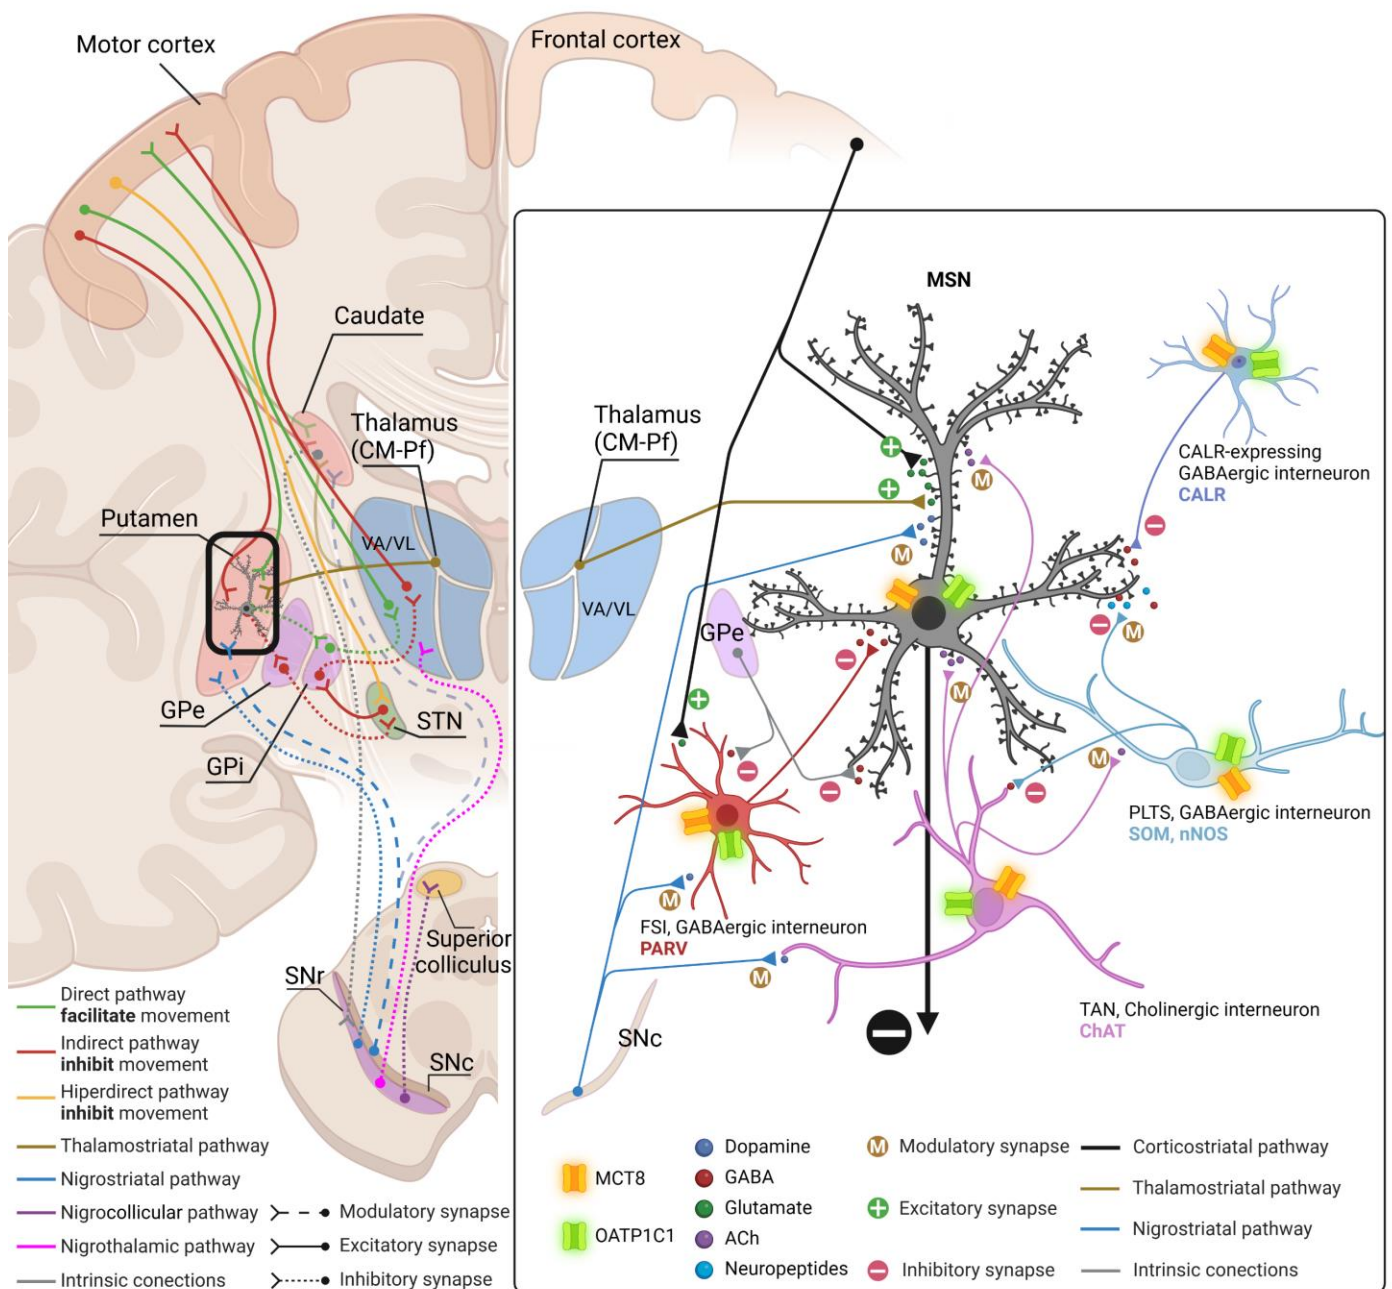 Motor cortex
Frontal cortex
Caudate
Thalamus
(CM-Pf)
VA/VL
Putamen
GPe
GPi
STN
Superior
colliculus
SNr
SNc
Direct pathway
facilitate movement
Indirect pathway
inhibit movement
Hiperdirect pathway
inhibit movement
Thalamostriatal pathway
Nigrostriatal pathway
Nigrocollicular pathway
Nigrothalamic pathway
Intrinsic conections
Modulatory synapse
Excitatory synapse
Inhibitory synapse
MSN
Thalamus
(CM-Pf)
VA/VL
GPe
SNc
M
M
M
M
M
M
M
CALR-expressing
GABAergic interneuron
CALR
PLTS, GABAergic interneuron
SOM, nNOS
FSI, GABAergic interneuron
PARV
TAN, Cholinergic interneuron
ChAT
MCT8
OATP1C1
Dopamine
GABA
Glutamate
ACh
Neuropeptides
M Modulatory synapse
+ Excitatory synapse
− Inhibitory synapse
Corticostriatal pathway
Thalamostriatal pathway
Nigrostriatal pathway
Intrinsic conections